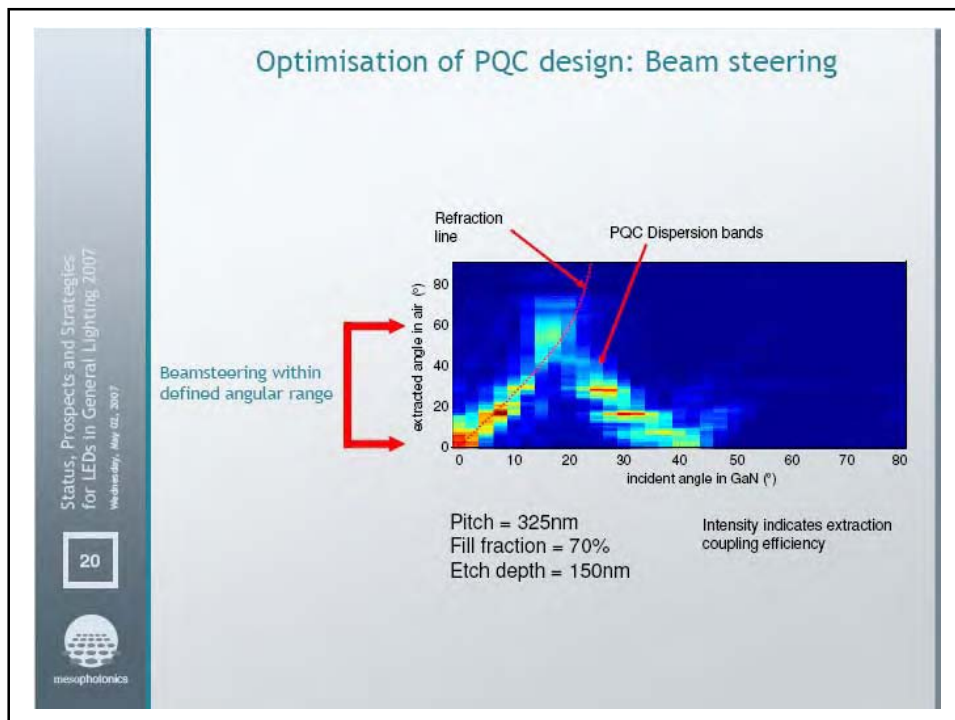 Optimisation of PQC design: Beam steering
Status, Prospects and Strategies
for LEDs in General Lighting 2007
Wednesday, May 02, 2007
20
mesophotonics
Beamsteering within
defined angular range
Refraction
line
PQC Dispersion bands
extracted angle in air (°)
80
60
40
20
0
0 10 20 30 40 50 60 70 80
incident angle in GaN (°)
Pitch = 325nm
Fill fraction = 70%
Etch depth = 150nm
Intensity indicates extraction
coupling efficiency